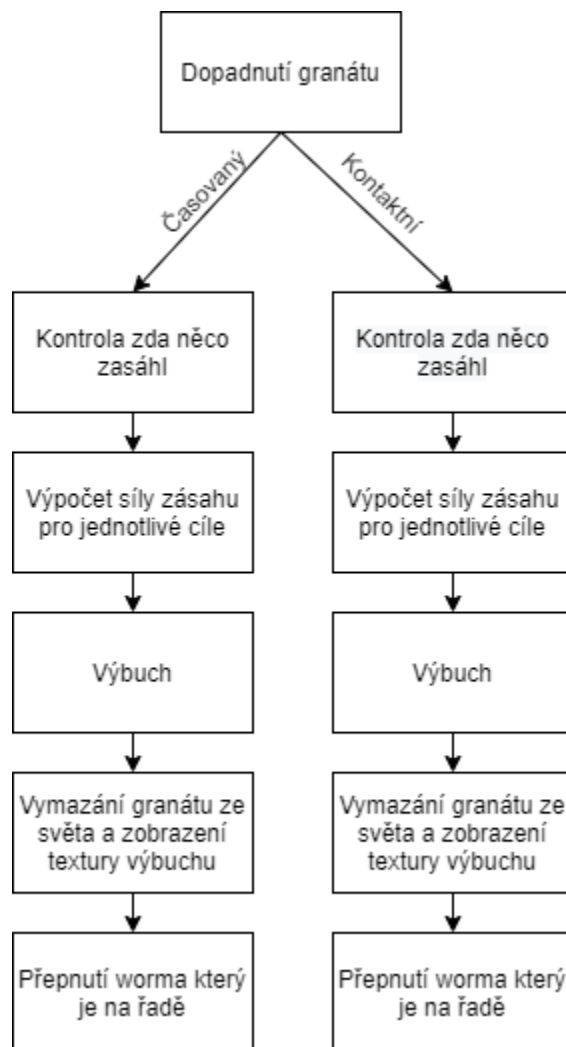 Dopadnutí granátu
Časovaný
Kontaktní
Kontrola zda něco
zasáhl
Výpočet síly zásahu
pro jednotlivé cíle
Výbuch
Vymazání granátu ze
světa a zobrazení
textury výbuchu
Přepnutí worma který
je na řadě
Kontrola zda něco
zasáhl
Výpočet síly zásahu
pro jednotlivé cíle
Výbuch
Vymazání granátu ze
světa a zobrazení
textury výbuchu
Přepnutí worma který
je na řadě